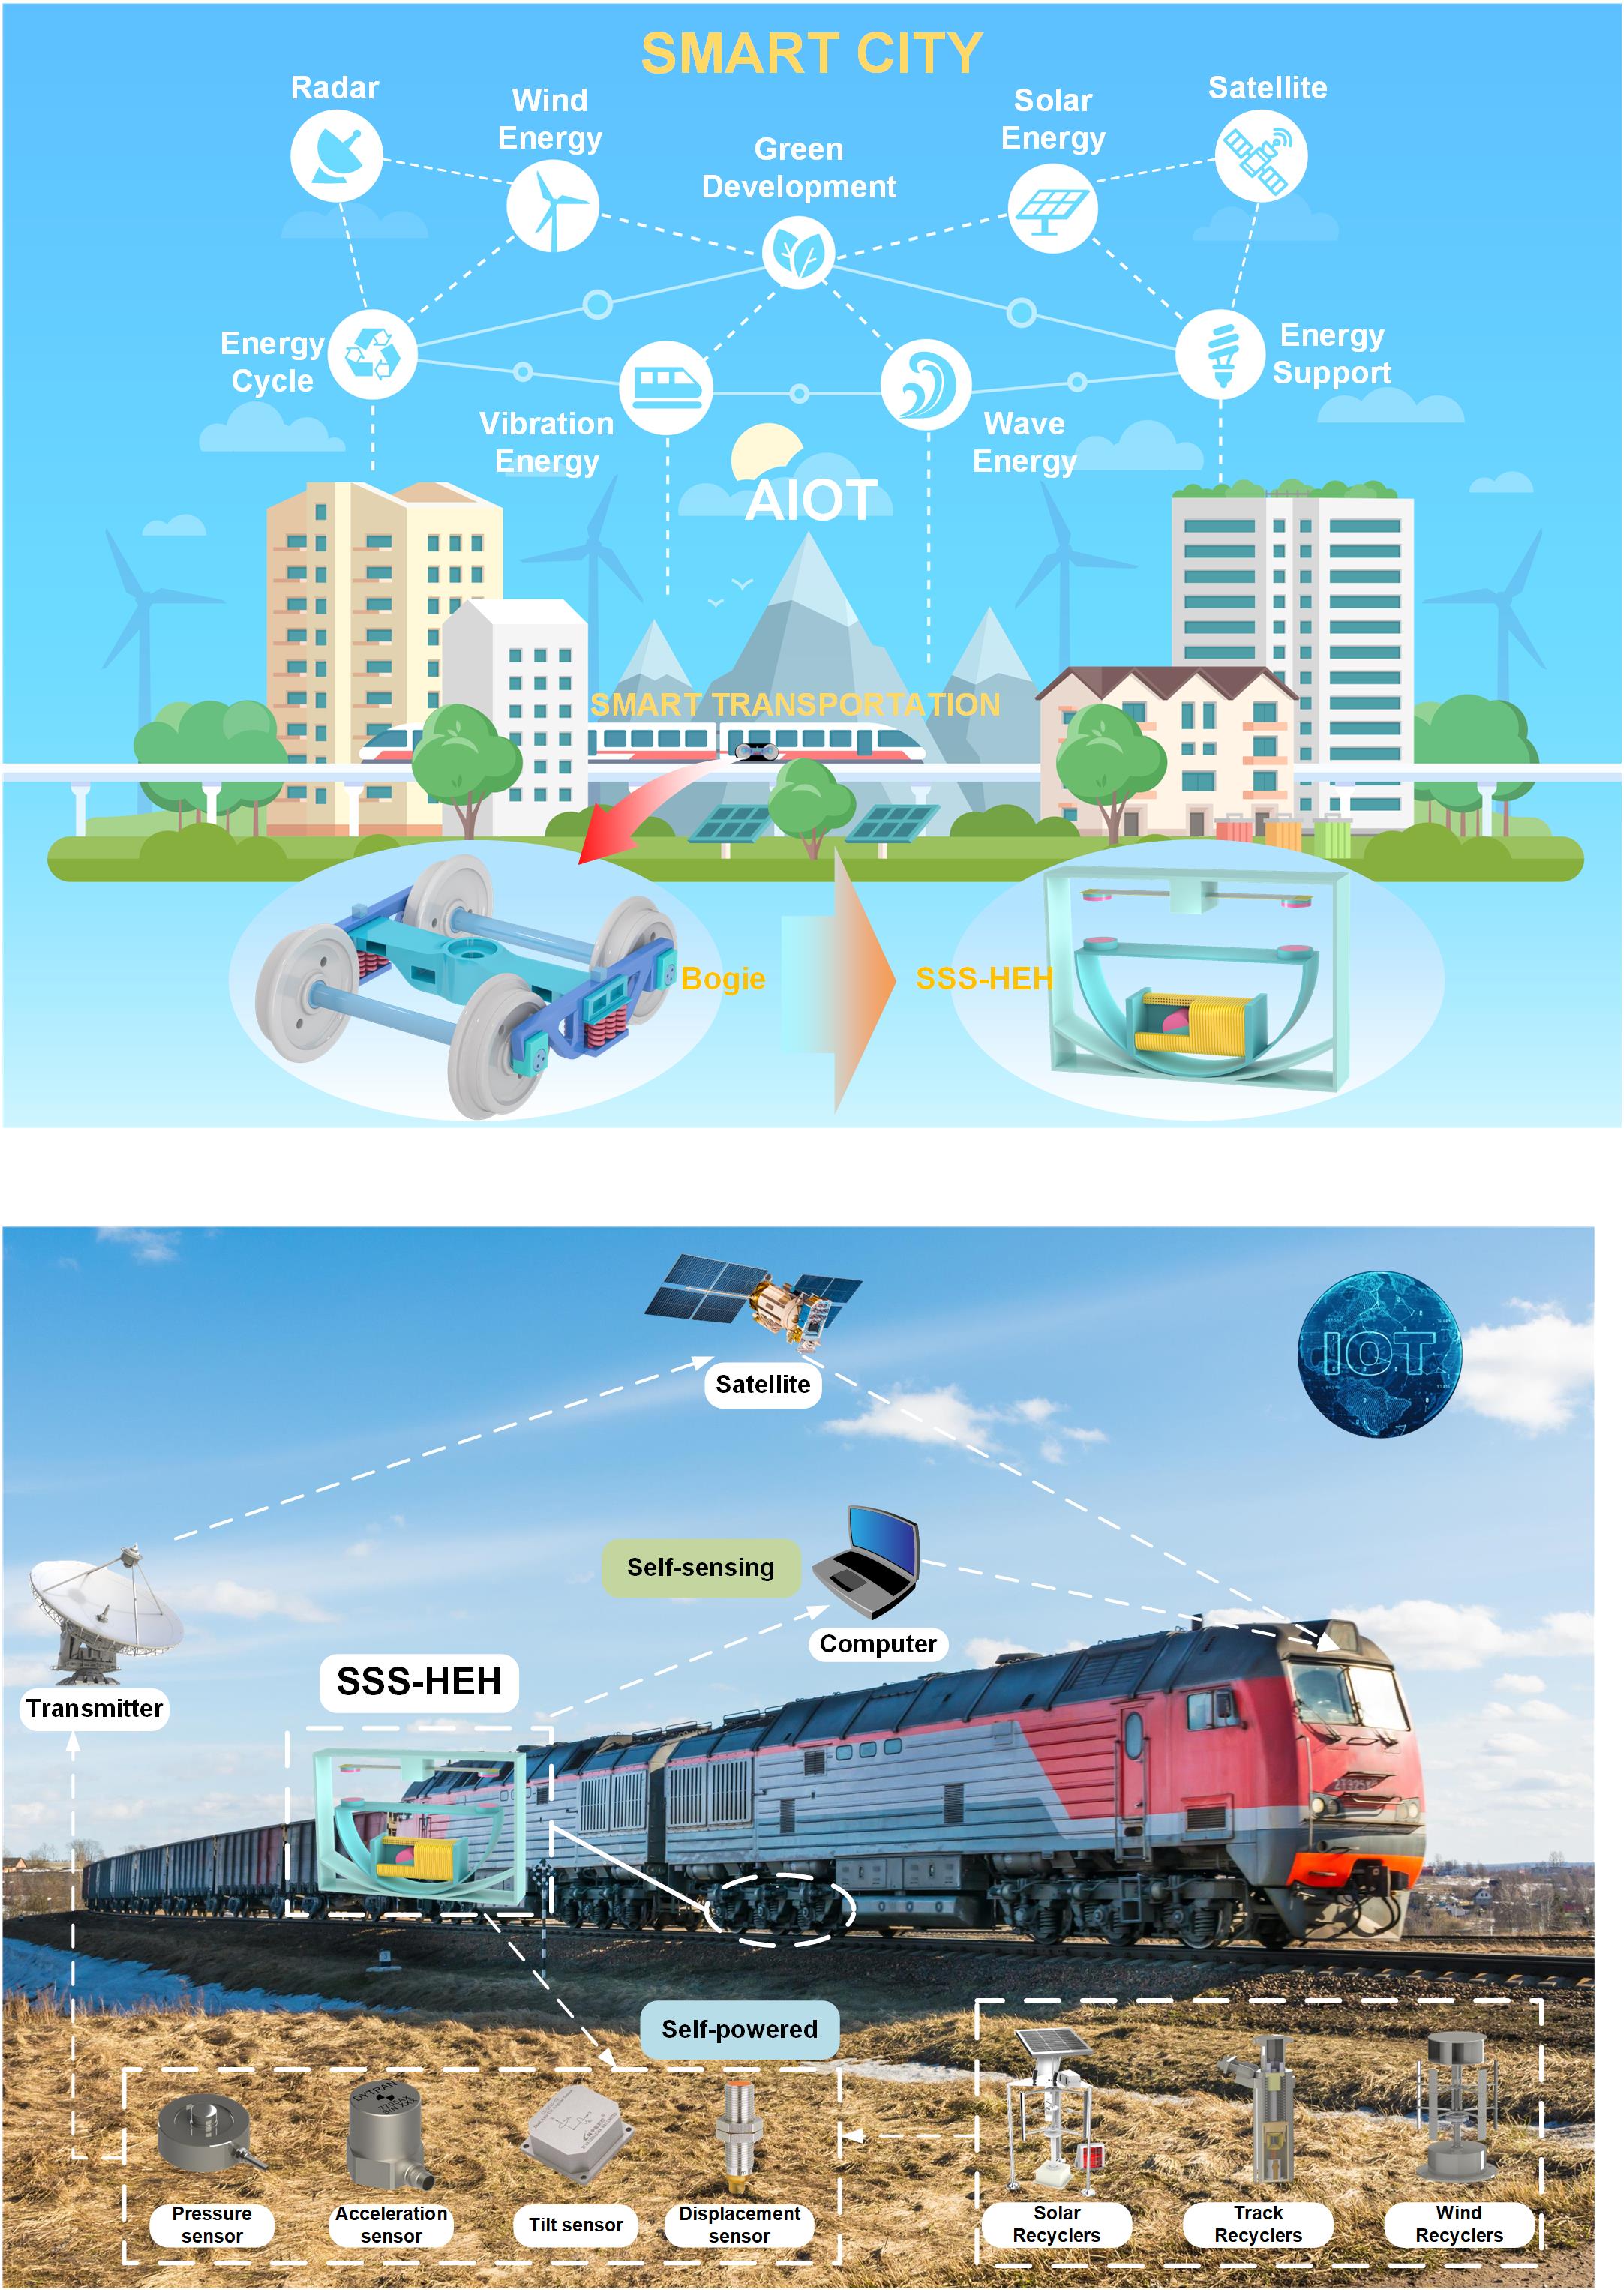 SMART CITY
Radar
Wind
Energy
Green
Development
Solar
Energy
Satellite
Energy
Cycle
Vibration
Energy
Wave
Energy
Energy
Support
AIOT
SMART TRANSPORTATION
Bogie
SSS-HEH
IOT
Satellite
Self-sensing
Computer
SSS-HEH
Transmitter
Self-powered
DYTRAN
Pressure
sensor
Acceleration
sensor
Tilt sensor
Displacement
sensor
Solar
Recyclers
Track
Recyclers
Wind
Recyclers